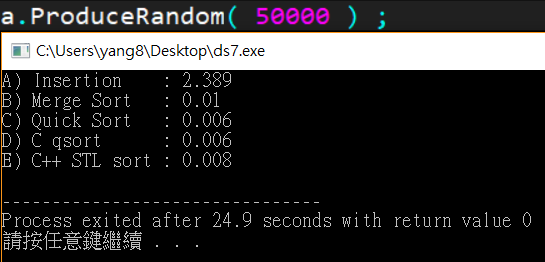 a.ProduceRandom( 50000 ) ;
C:\Users\yang8\Desktop\ds7.exe
A) Insertion : 2.389
B) Merge Sort : 0.01
C) Quick Sort : 0.006
D) C qsort : 0.006
E) C++ STL sort : 0.008
--------------------------------
Process exited after 24.9 seconds with return value 0
請按任意鍵繼續 . . .